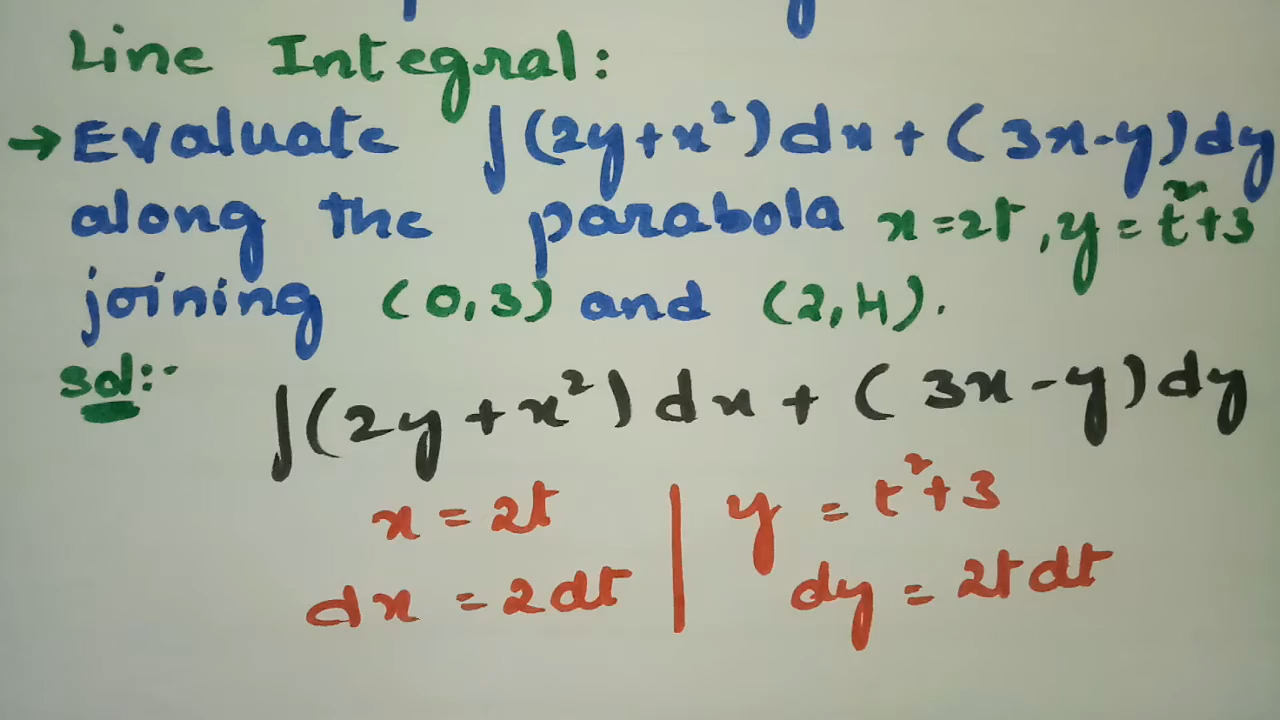 Line Integral:
→ Evaluate ∫(2y+x²)dx+(3x-y)dy
along the parabola x=2t, y=t²+3
joining (0,3) and (2,4).
Sol:-
∫(2y+x²)dx+(3x-y)dy
x=2t | y=t²+3
dx=2dt | dy=2tdt